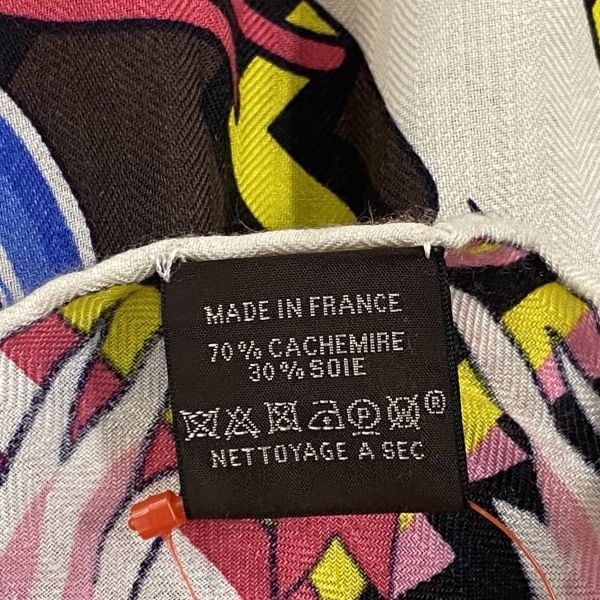 MADE IN FRANCE
70% CACHEMIRE
30% SOIE
P W ®
NETTOYAGE A SEC